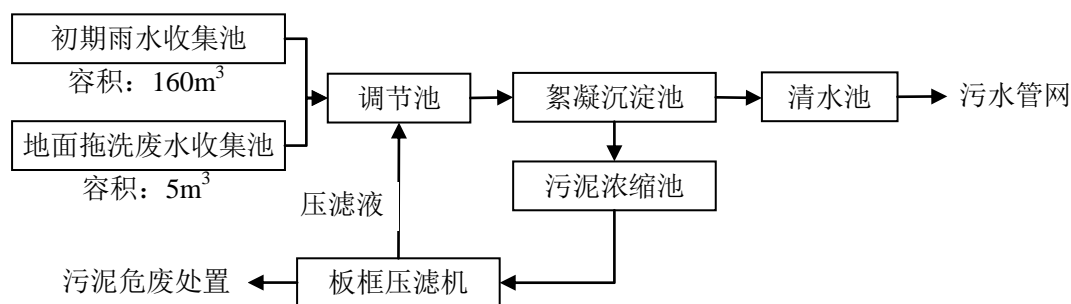 初期雨水收集池
容积：160m³
调节池
絮凝沉淀池
清水池
污水管网
地面拖洗废水收集池
容积：5m³
污泥浓缩池
压滤液
污泥危废处置
板框压滤机